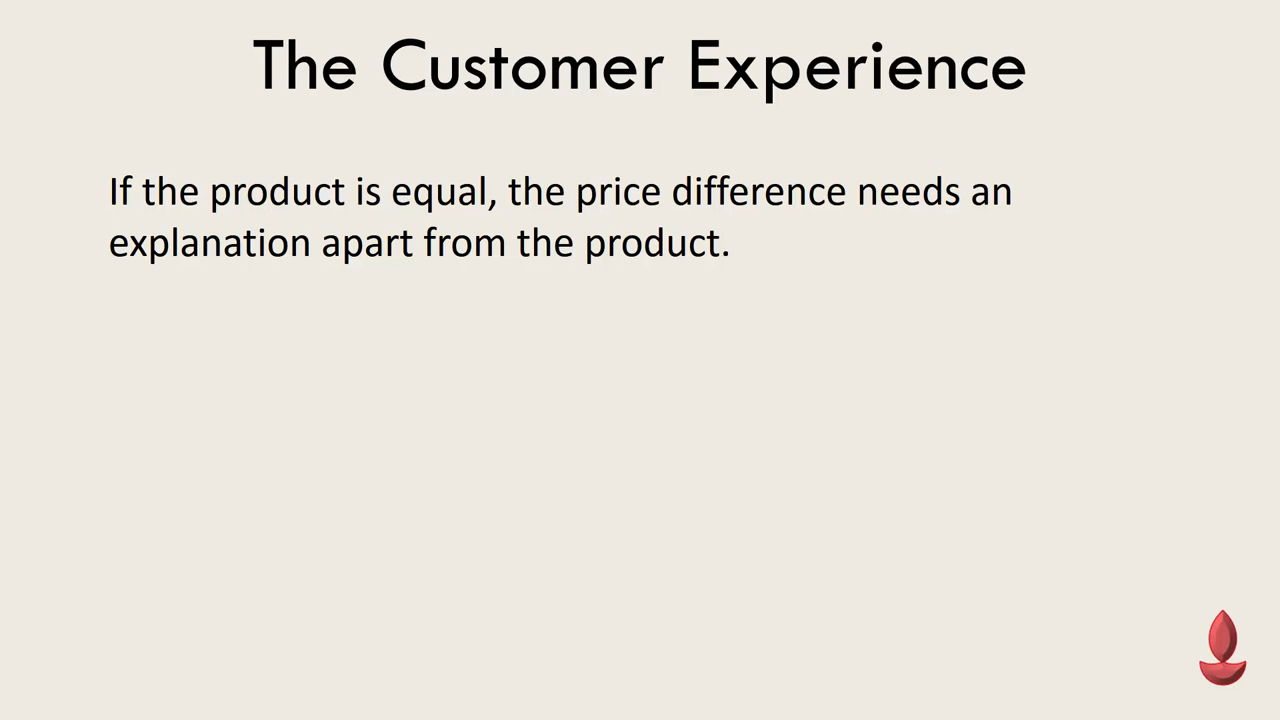 The Customer Experience
If the product is equal, the price difference needs an
explanation apart from the product.